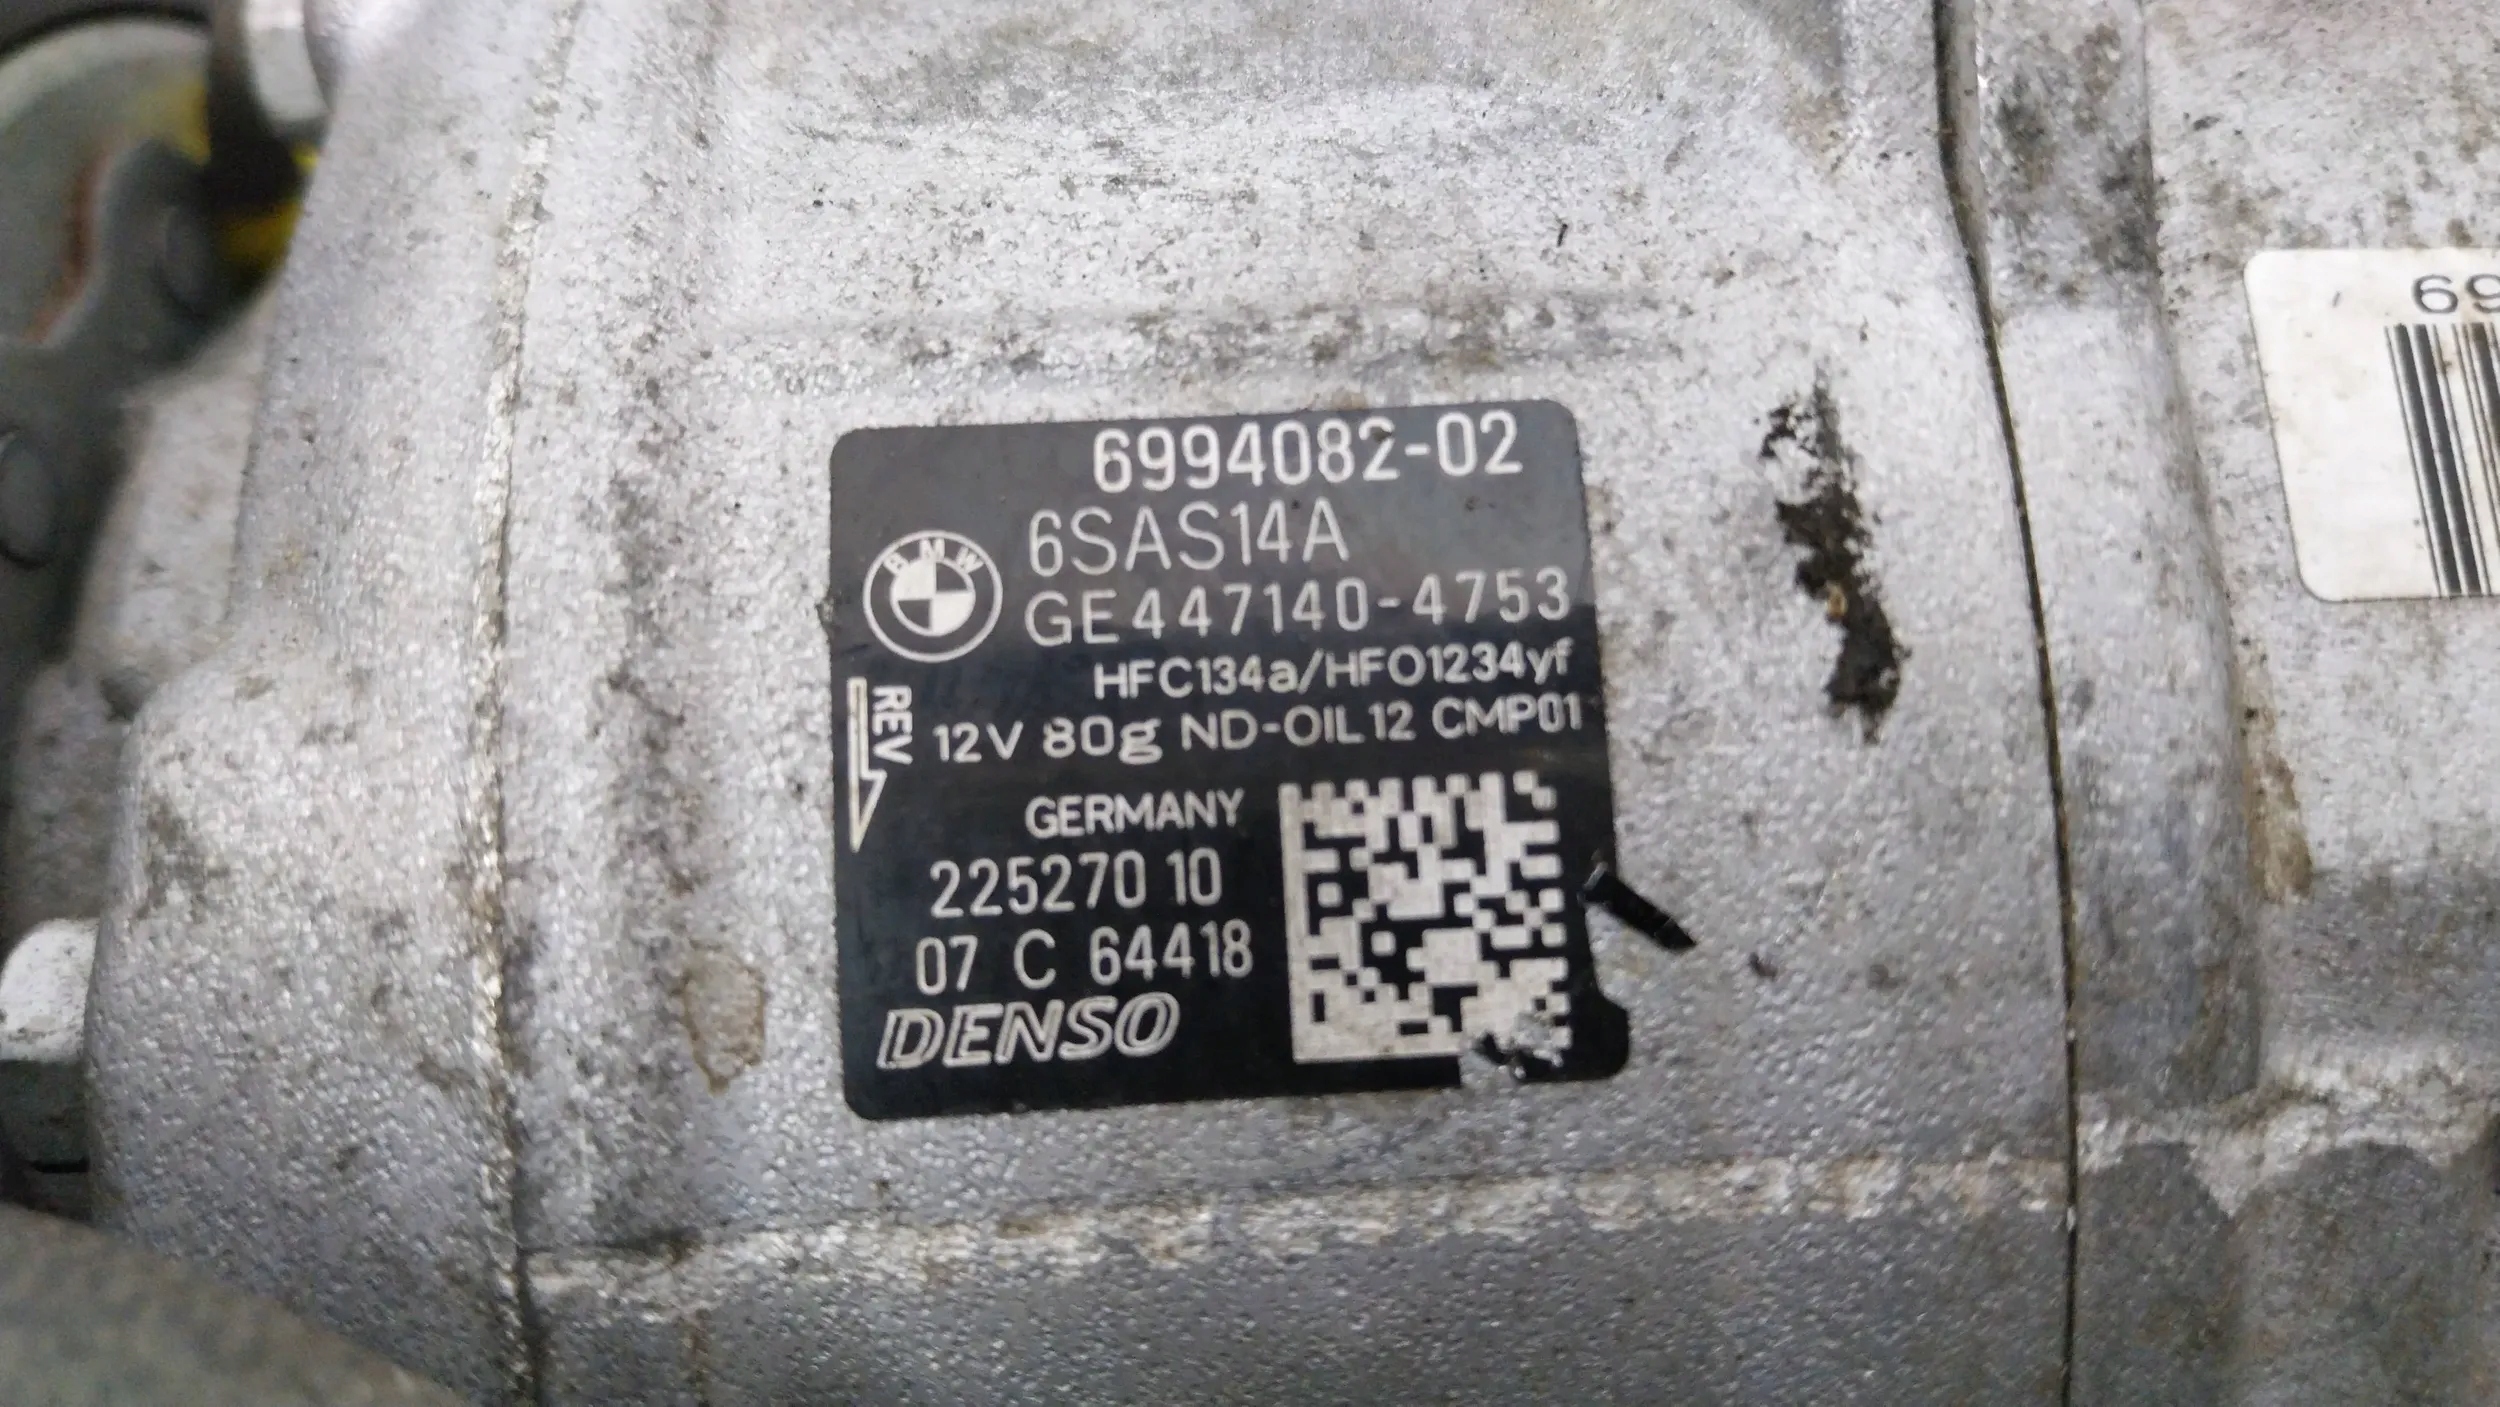 6994082-02
6SAS14A
BMW
GE447140-4753
HFC134a/HFO1234yf
REV
12V 80g ND-OIL12 CMP01
GERMANY
225270 10
07 C 64418
DENSO
69